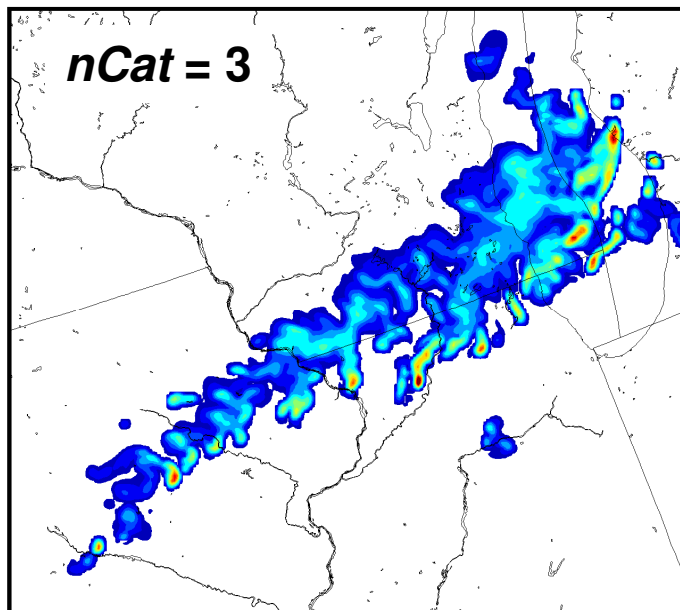 nCat = 3